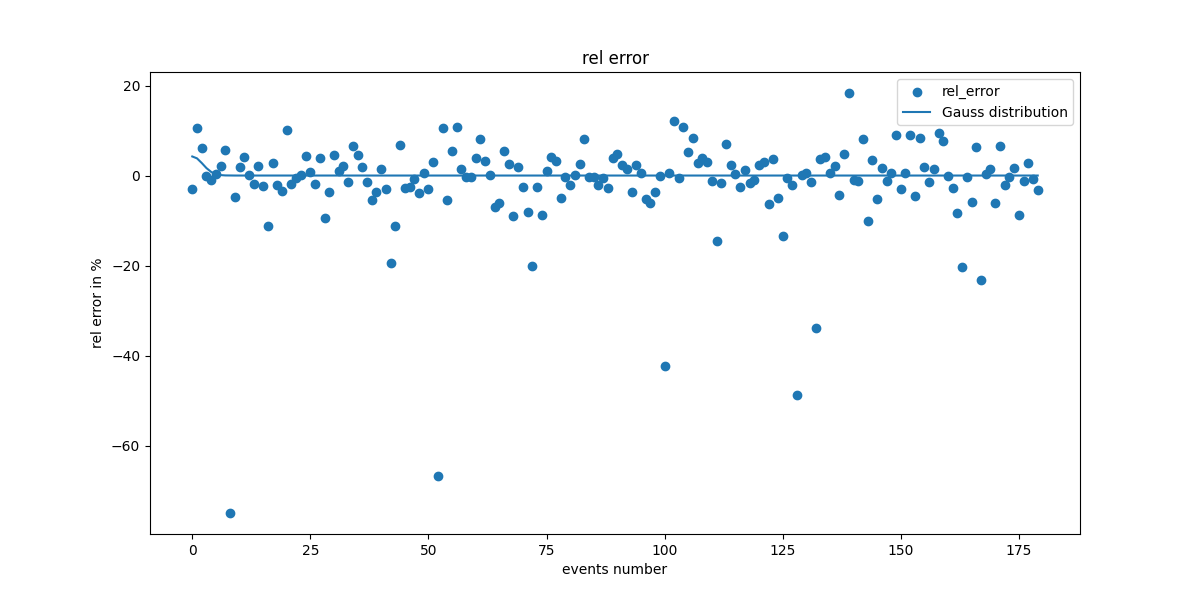 rel error
rel_error
Gauss distribution
20
0
−20
−40
−60
rel error in %
0 25 50 75 100 125 150 175
events number